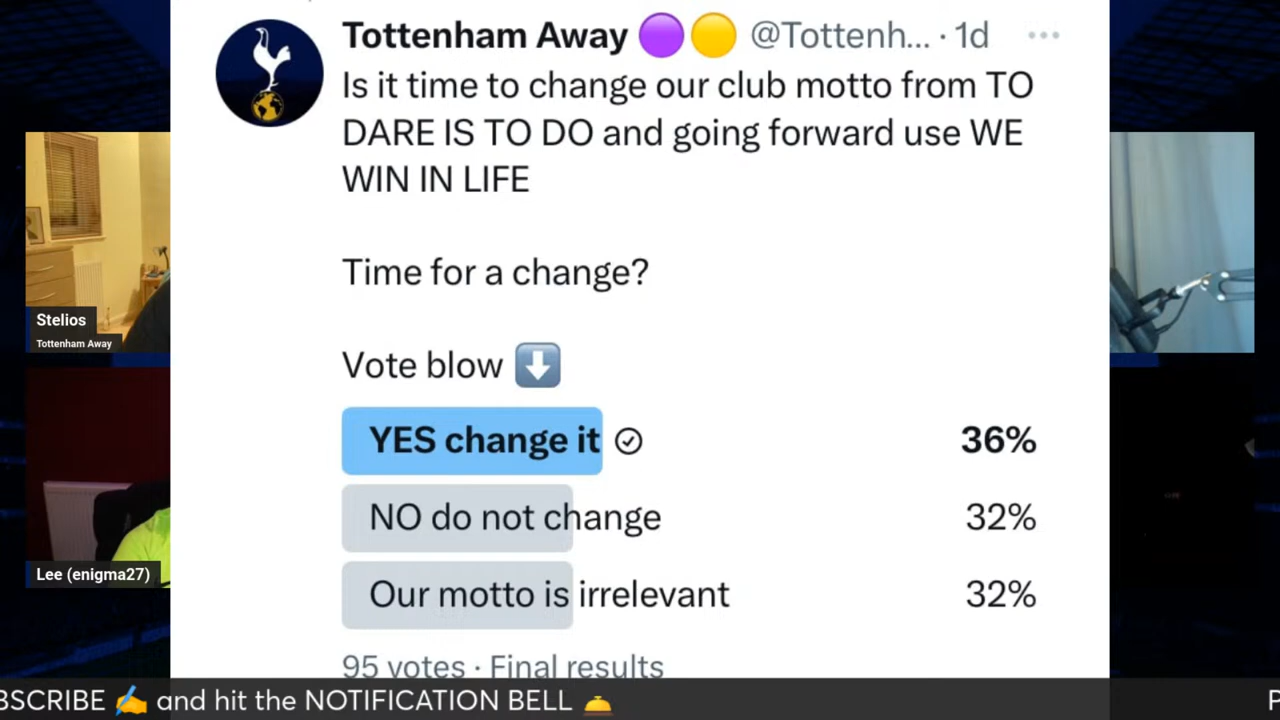 Tottenham Away 🟣🟡 @Tottenh... · 1d ...
Is it time to change our club motto from TO
DARE IS TO DO and going forward use WE
WIN IN LIFE
Time for a change?
Vote blow ⬇️
YES change it 36%
NO do not change 32%
Our motto is irrelevant 32%
95 votes · Final results
Stelios
Tottenham Away
Lee (enigma27)
BSCRIBE ✍️ and hit the NOTIFICATION BELL 🛎️ P